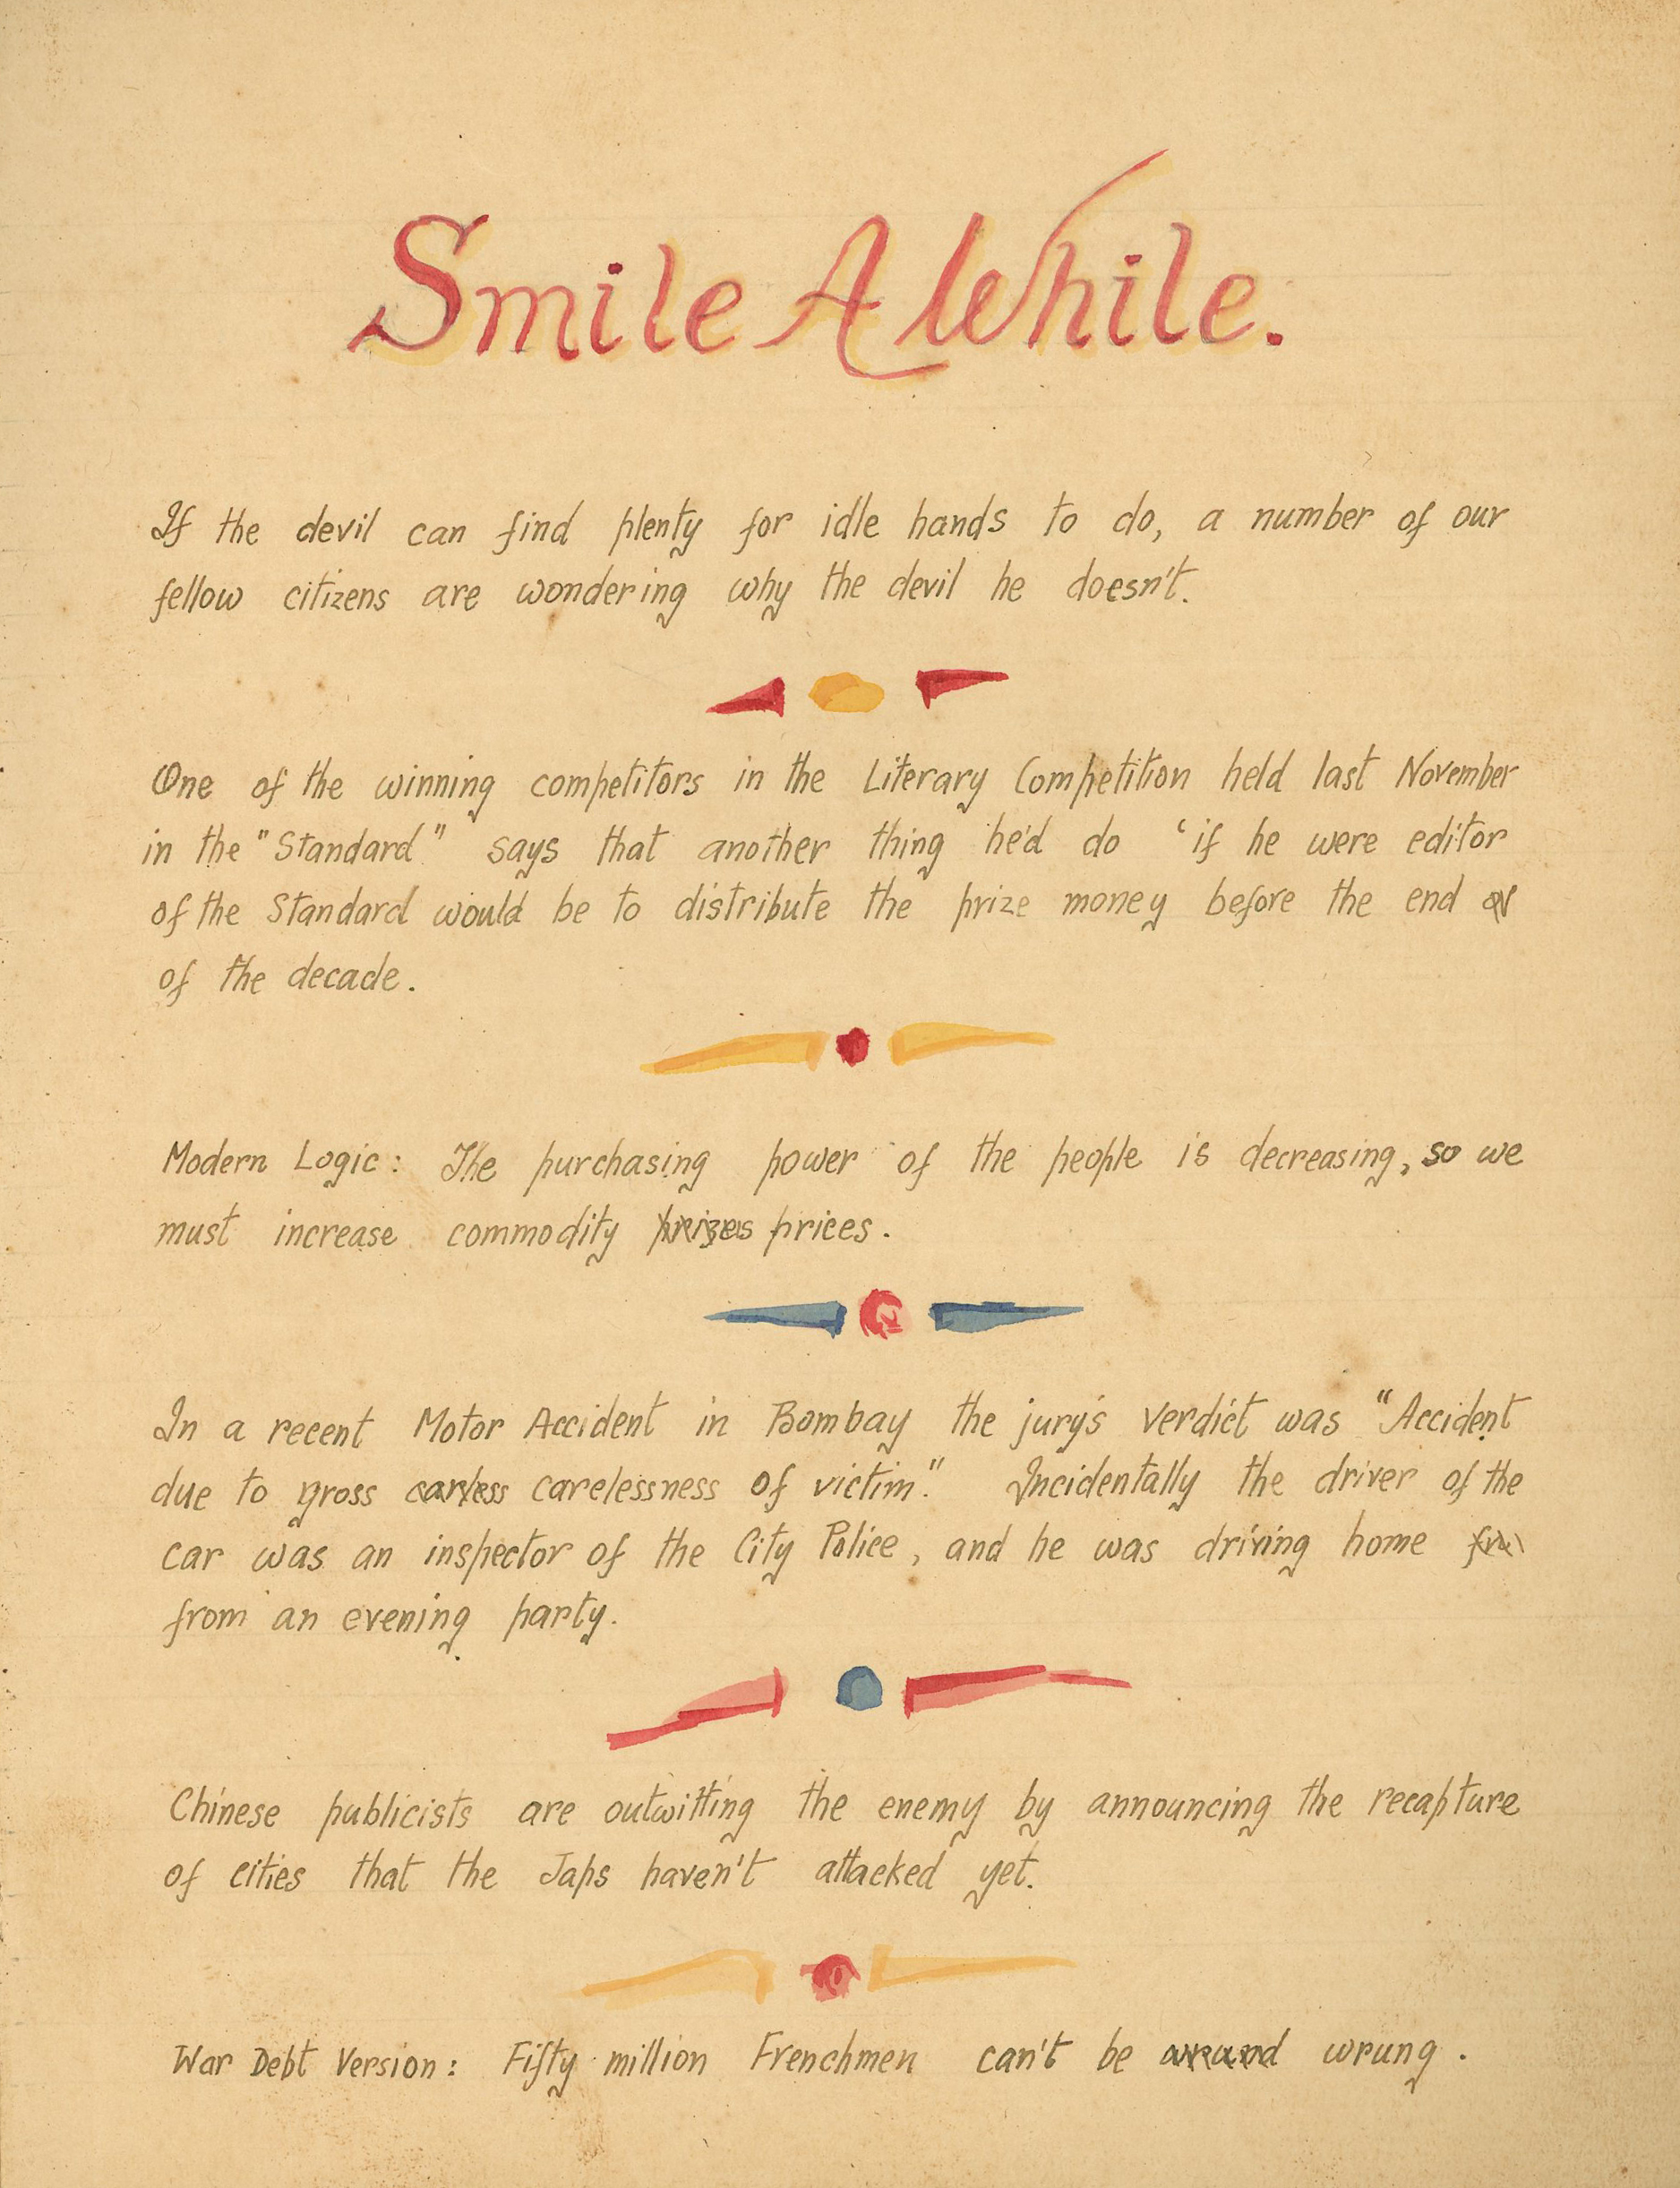 Smile A While.
If the devil can find plenty for idle hands to do, a number of our
fellow citizens are wondering why the devil he doesn't.
One of the winning competitors in the Literary Competition held last November
in the "Standard" says that another thing he'd do 'if he were editor
of the Standard would be to distribute the prize money before the end
of the decade.
Modern Logic: The purchasing power of the people is decreasing, so we
must increase commodity prizes prices.
In a recent Motor Accident in Bombay the jury's verdict was "Accident
due to gross carless carelessness of victim." Incidentally the driver of the
car was an inspector of the City Police, and he was driving home
from an evening party.
Chinese publicists are outwitting the enemy by announcing the recapture
of cities that the Japs haven't attacked yet.
War Debt Version: Fifty million Frenchmen can't be wrung.